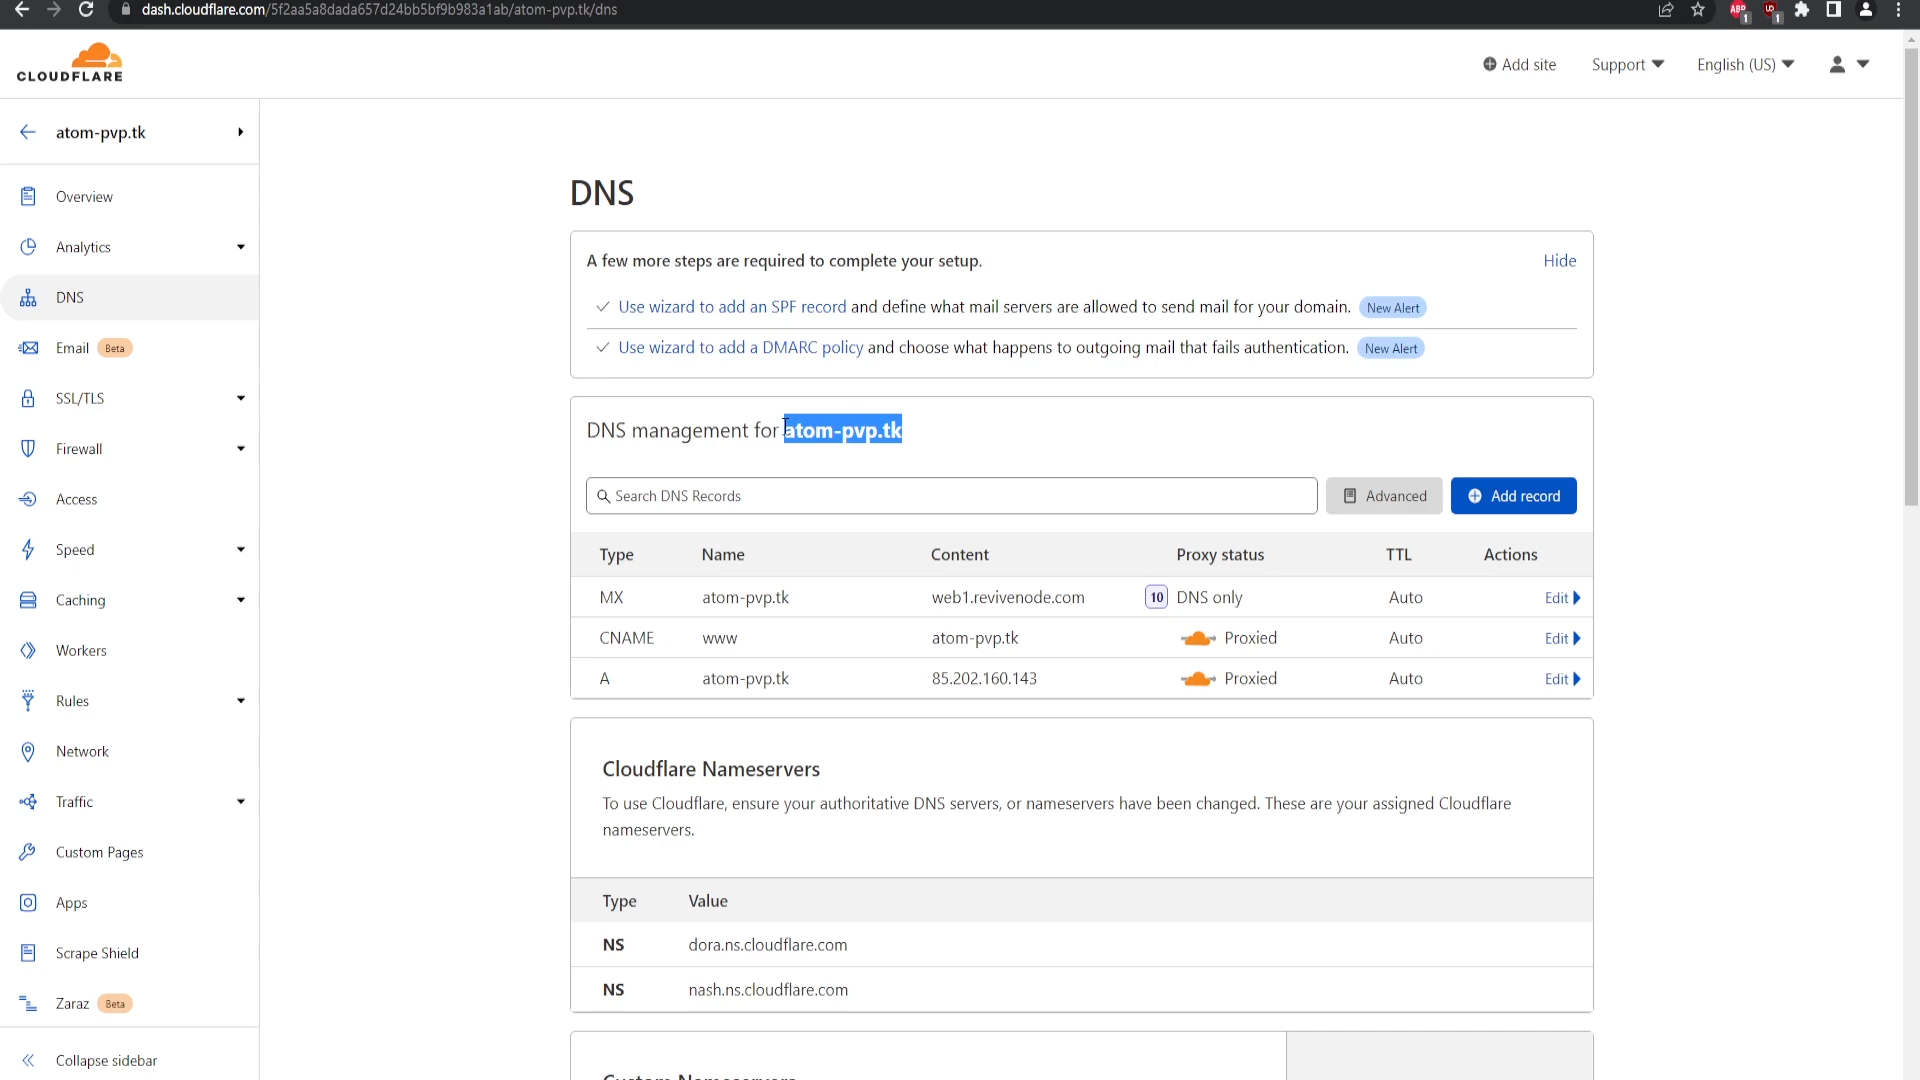 dash.cloudflare.com/5f2aa5a8dada657d24bb5bf9b983a1ab/atom-pvp.tk/dns
ABP
1
UO
1
CLOUDFLARE
Add site
Support
English (US)
atom-pvp.tk
Overview
Analytics
DNS
Email Beta
SSL/TLS
Firewall
Access
Speed
Caching
Workers
Rules
Network
Traffic
Custom Pages
Apps
Scrape Shield
Zaraz Beta
Collapse sidebar
DNS
A few more steps are required to complete your setup.
Hide
Use wizard to add an SPF record and define what mail servers are allowed to send mail for your domain. New Alert
Use wizard to add a DMARC policy and choose what happens to outgoing mail that fails authentication. New Alert
DNS management for atom-pvp.tk
Search DNS Records
Advanced
Add record
Type Name Content Proxy status TTL Actions
MX atom-pvp.tk web1.revivenode.com 10 DNS only Auto Edit
CNAME www atom-pvp.tk Proxied Auto Edit
A atom-pvp.tk 85.202.160.143 Proxied Auto Edit
Cloudflare Nameservers
To use Cloudflare, ensure your authoritative DNS servers, or nameservers have been changed. These are your assigned Cloudflare
nameservers.
Type Value
NS dora.ns.cloudflare.com
NS nash.ns.cloudflare.com
Custom Nameservers